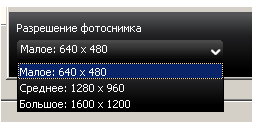 Разрешение фотоснимка
Малое: 640 x 480
Малое: 640 x 480
Среднее: 1280 x 960
Большое: 1600 x 1200